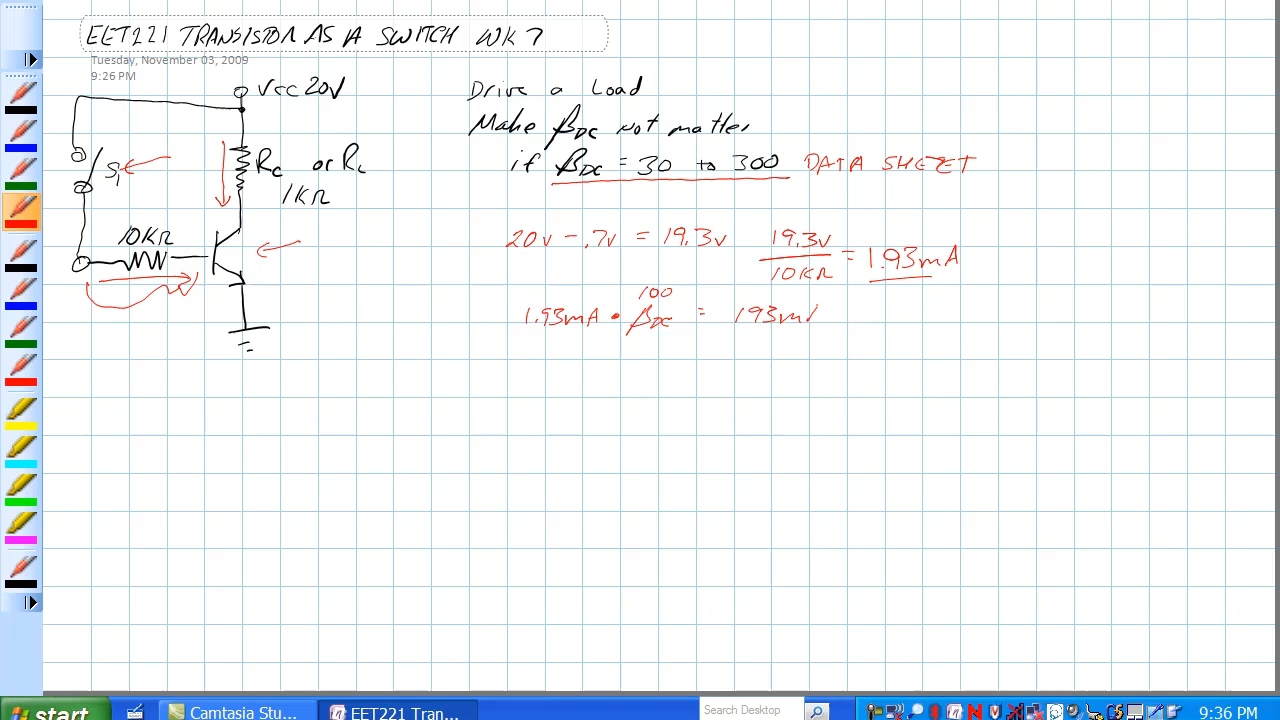 EET221 TRANSISTOR AS A SWITCH WK 7
Tuesday, November 03, 2009
9:26 PM
VCC 20V
S1
RC or RL
1KΩ
10KΩ
Drive a Load
Make βDC not matter
if βDC = 30 to 300 DATA SHEET
20V - .7V = 19.3V
19.3V
10KΩ
= 1.93mA
100
1.93mA • βDC = 193m
start
Camtasia Stu...
EET221 Tran...
Search Desktop
9:36 PM